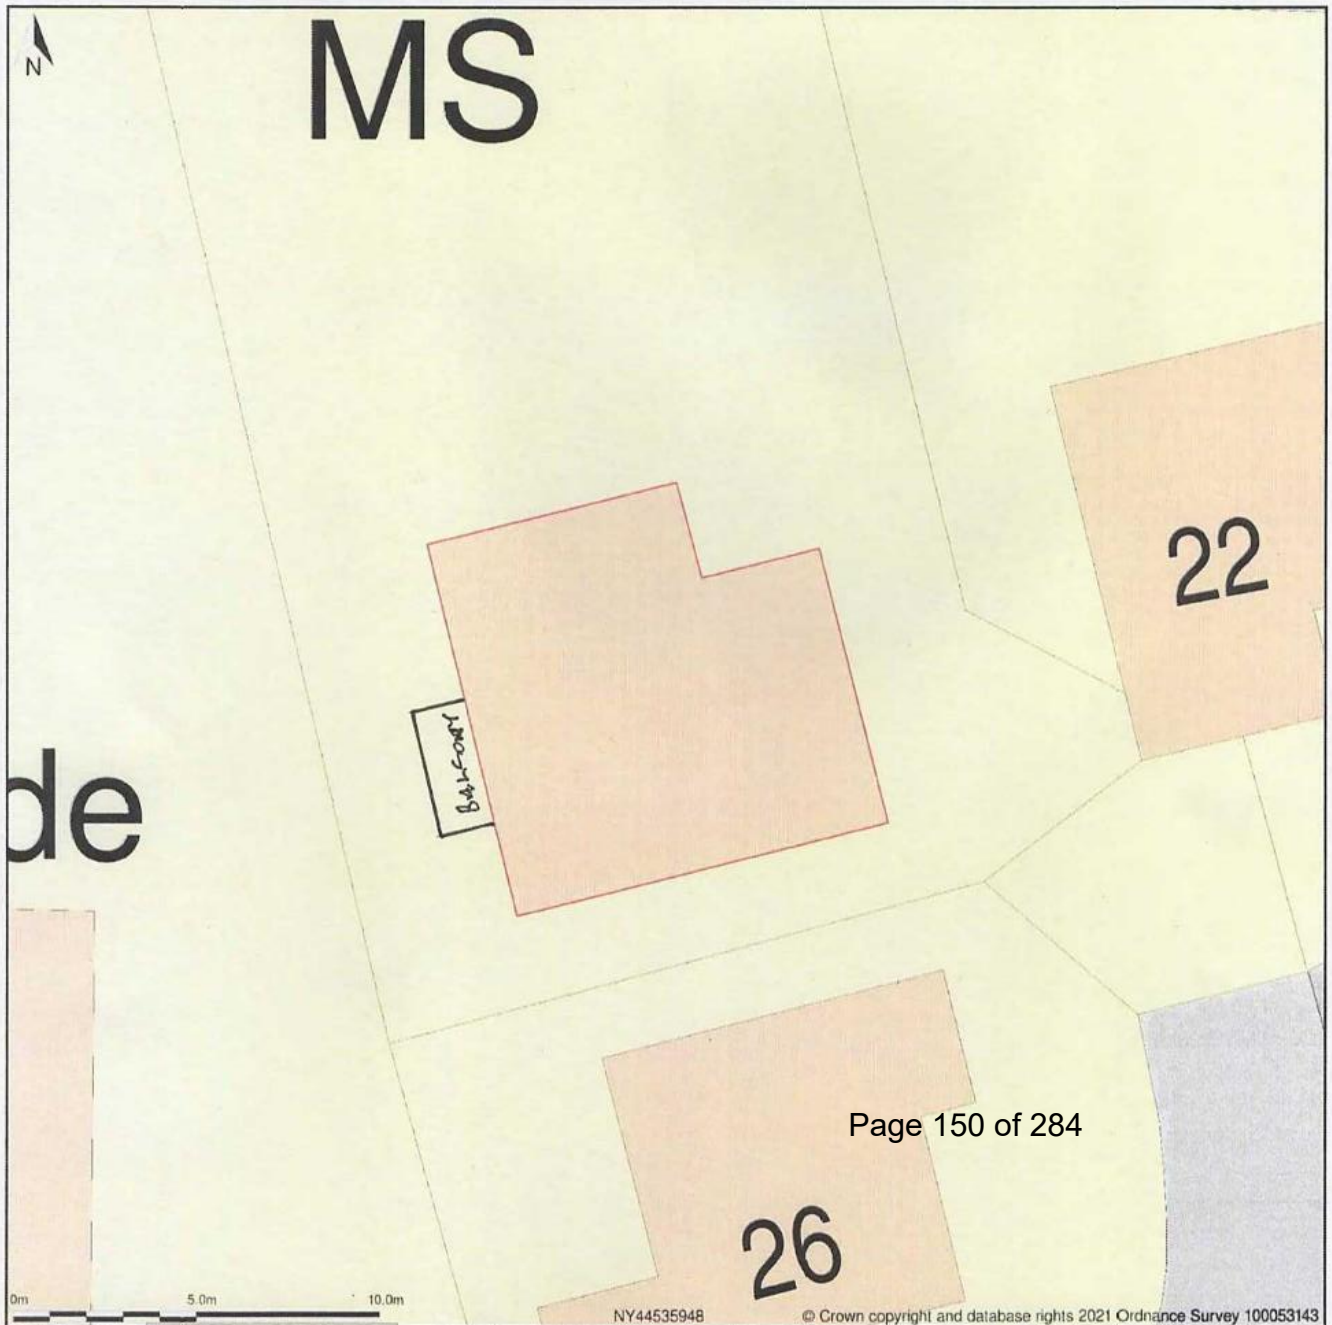 N
MS
22
BALCONY
de
Page 150 of 284
26
0m 5.0m 10.0m
NY44535948
© Crown copyright and database rights 2021 Ordnance Survey 100053143